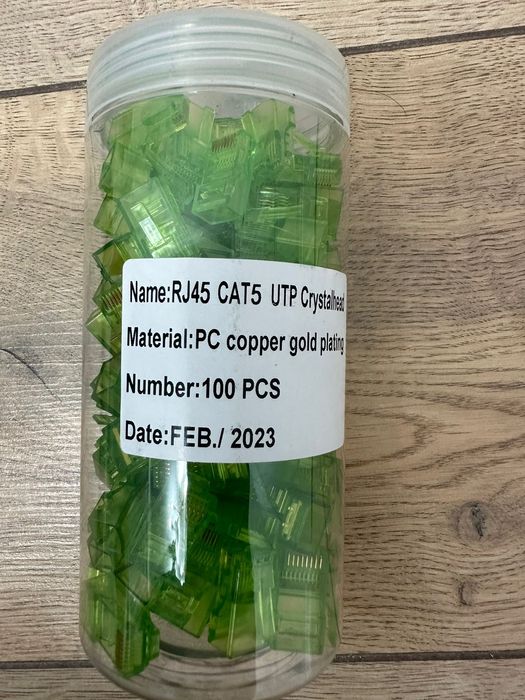 Name:RJ45 CAT5 UTP Crystalhead
Material:PC copper gold plating
Number:100 PCS
Date:FEB./ 2023